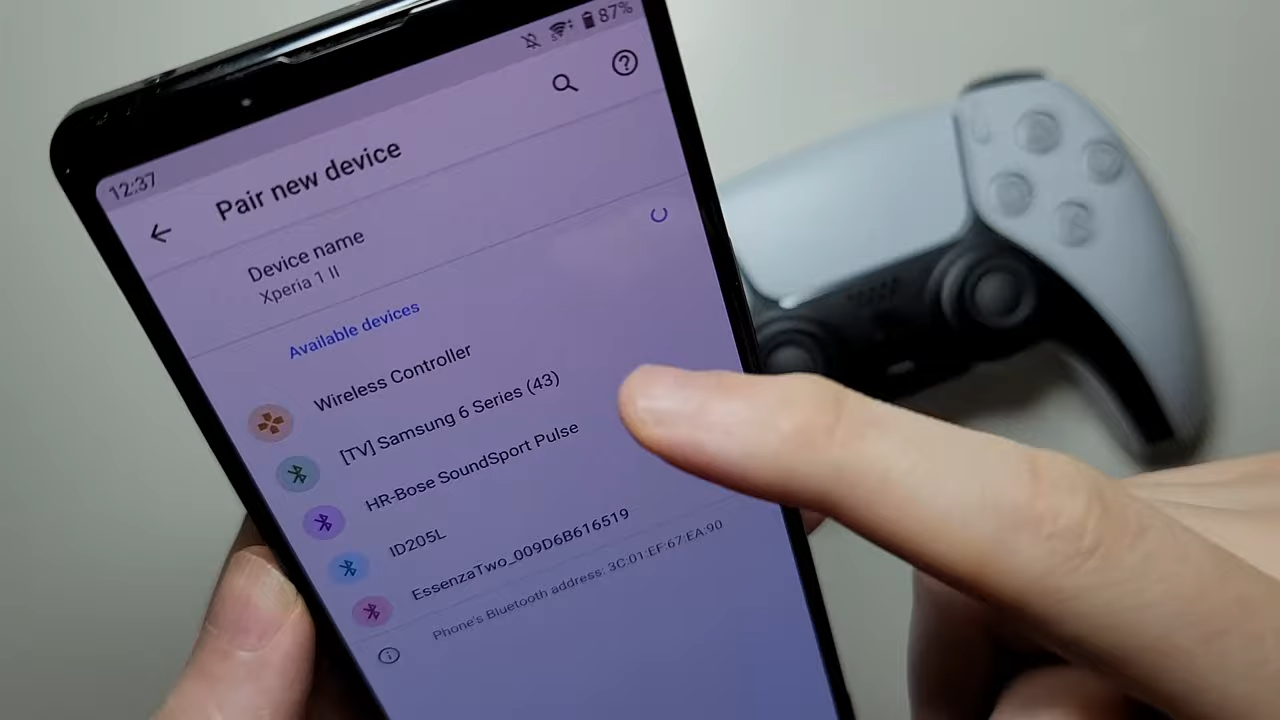 87%
12:37
Pair new device
Device name
Xperia 1 II
Available devices
Wireless Controller
[TV] Samsung 6 Series (43)
HR-Bose SoundSport Pulse
ID205L
EssenzaTwo_009D6B616519
Phone's Bluetooth address: 3C:01:EF:67:EA:90